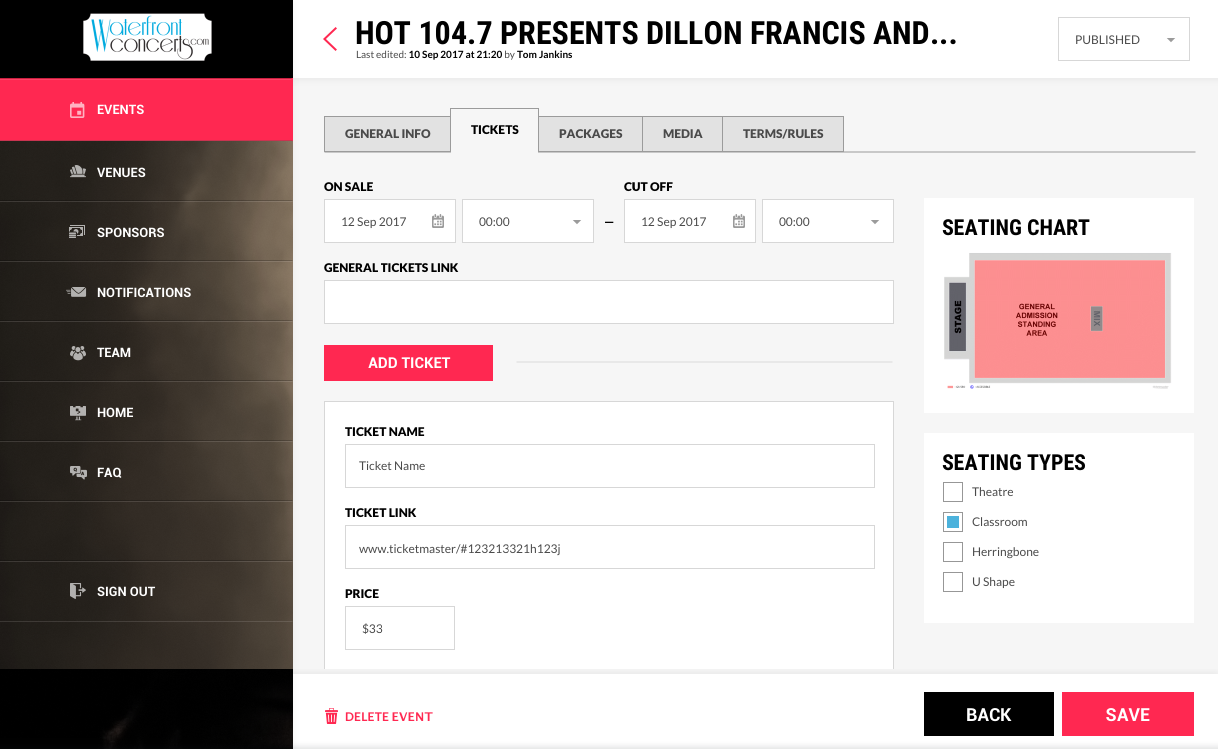 Waterfront
concerts.com
EVENTS
VENUES
SPONSORS
NOTIFICATIONS
TEAM
HOME
FAQ
SIGN OUT
HOT 104.7 PRESENTS DILLON FRANCIS AND...
Last edited: 10 Sep 2017 at 21:20 by Tom Jankins
PUBLISHED
GENERAL INFO
TICKETS
PACKAGES
MEDIA
TERMS/RULES
ON SALE
12 Sep 2017
00:00
–
CUT OFF
12 Sep 2017
00:00
GENERAL TICKETS LINK
ADD TICKET
TICKET NAME
Ticket Name
TICKET LINK
www.ticketmaster/#123213321h123j
PRICE
$33
SEATING CHART
STAGE
GENERAL
ADMISSION
STANDING
AREA
MIX
SEATING TYPES
Theatre
Classroom
Herringbone
U Shape
DELETE EVENT
BACK
SAVE